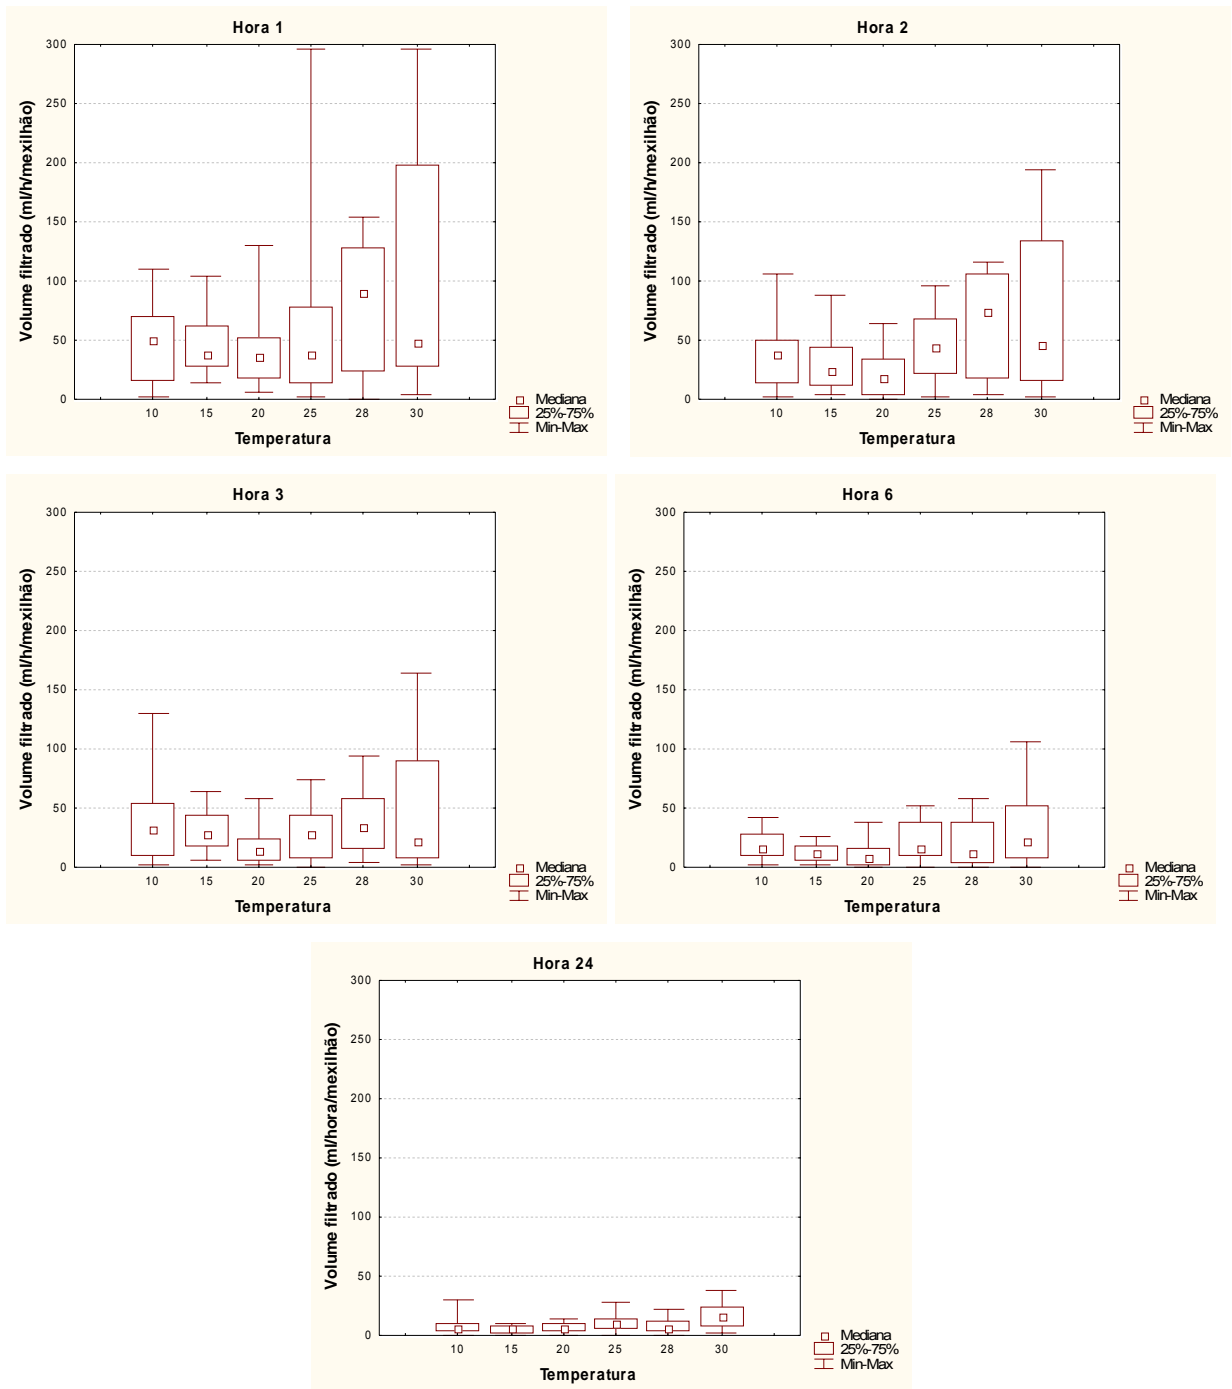 Hora 1
Volume filtrado (ml/h/mexilhão)
300
250
200
150
100
50
0
10 15 20 25 28 30
Temperatura
Mediana
25%-75%
Min-Max
Hora 2
Volume filtrado (ml/h/mexilhão)
300
250
200
150
100
50
0
10 15 20 25 28 30
Temperatura
Mediana
25%-75%
Min-Max
Hora 3
Volume filtrado (ml/h/mexilhão)
300
250
200
150
100
50
0
10 15 20 25 28 30
Temperatura
Mediana
25%-75%
Min-Max
Hora 6
Volume filtrado (ml/h/mexilhão)
300
250
200
150
100
50
0
10 15 20 25 28 30
Temperatura
Mediana
25%-75%
Min-Max
Hora 24
Volume filtrado (ml/hora/mexilhão)
300
250
200
150
100
50
0
10 15 20 25 28 30
Temperatura
Mediana
25%-75%
Min-Max